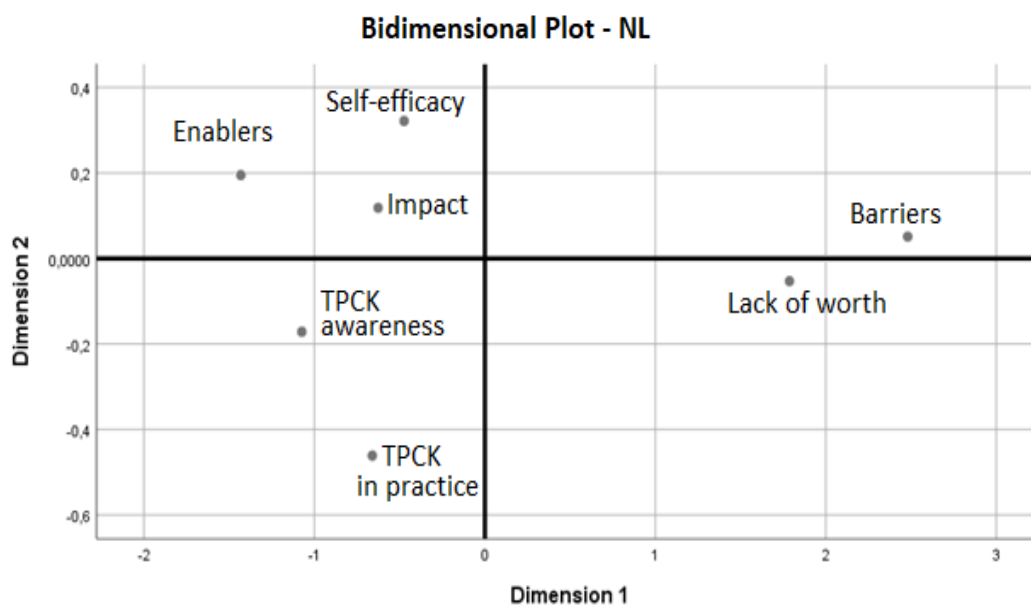 Bidimensional Plot - NL
0,4
Self-efficacy
Enablers
0,2
Impact
Barriers
0,0000
Lack of worth
TPCK
awareness
-0,2
-0,4
TPCK
in practice
-0,6
-2
-1
0
1
2
3
Dimension 2
Dimension 1